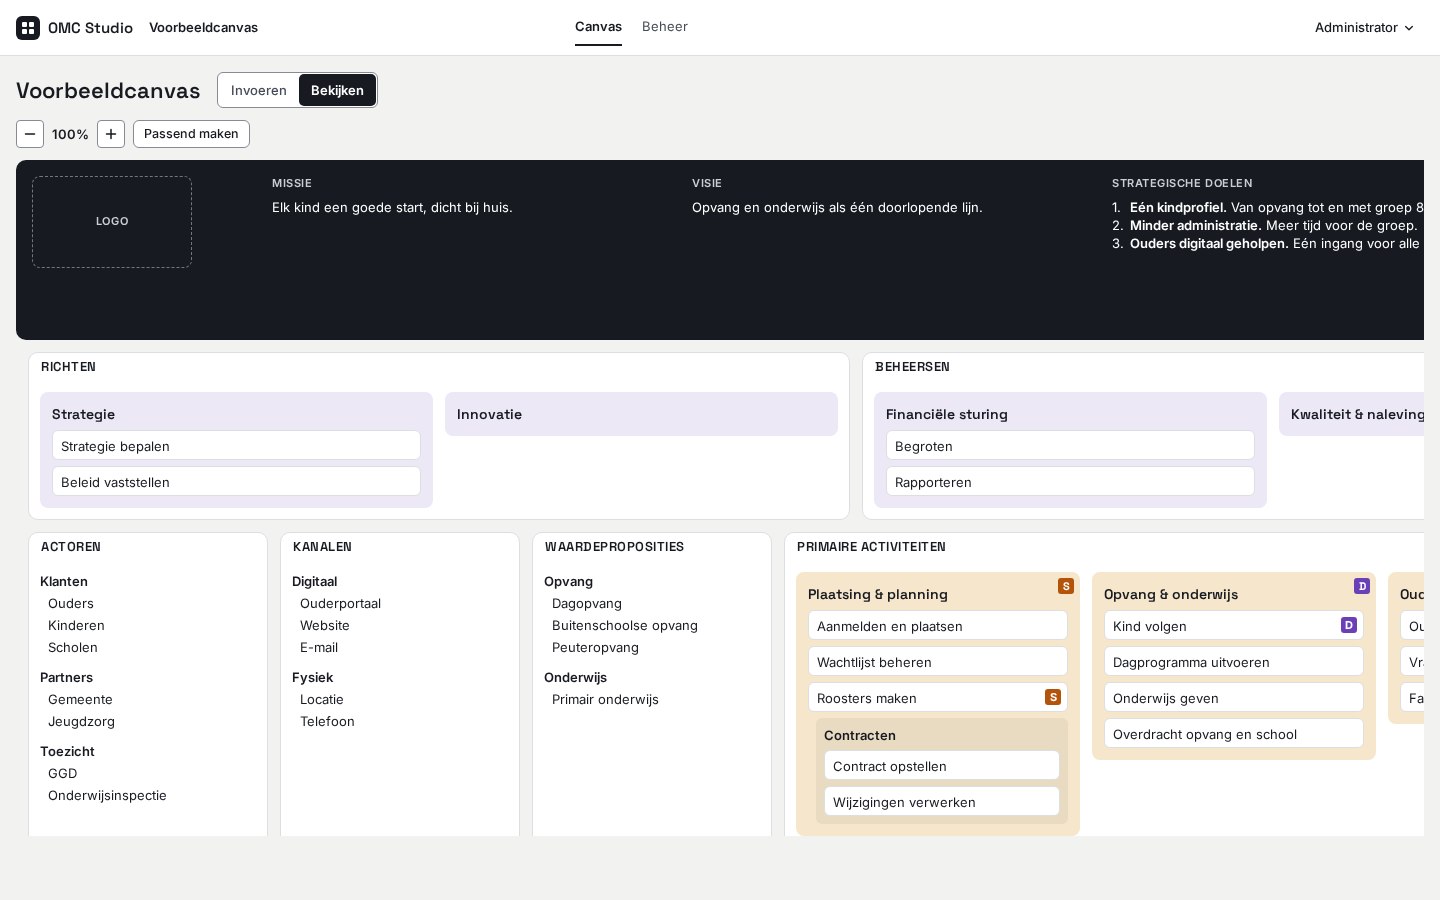 OMC Studio
Voorbeeldcanvas
Canvas
Beheer
Administrator
Voorbeeldcanvas
Invoeren
Bekijken
100%
Passend maken
LOGO
MISSIE
Elk kind een goede start, dicht bij huis.
VISIE
Opvang en onderwijs als één doorlopende lijn.
STRATEGISCHE DOELEN
1. Eén kindprofiel. Van opvang tot en met groep 8
2. Minder administratie. Meer tijd voor de groep.
3. Ouders digitaal geholpen. Eén ingang voor alle
RICHTEN
Strategie
Strategie bepalen
Beleid vaststellen
Innovatie
BEHEERSEN
Financiële sturing
Begroten
Rapporteren
Kwaliteit & naleving
ACTOREN
Klanten
Ouders
Kinderen
Scholen
Partners
Gemeente
Jeugdzorg
Toezicht
GGD
Onderwijsinspectie
KANALEN
Digitaal
Ouderportaal
Website
E-mail
Fysiek
Locatie
Telefoon
WAARDEPROPOSITIES
Opvang
Dagopvang
Buitenschoolse opvang
Peuteropvang
Onderwijs
Primair onderwijs
PRIMAIRE ACTIVITEITEN
S
Plaatsing & planning
Aanmelden en plaatsen
Wachtlijst beheren
Roosters maken S
Contracten
Contract opstellen
Wijzigingen verwerken
D
Opvang & onderwijs
Kind volgen D
Dagprogramma uitvoeren
Onderwijs geven
Overdracht opvang en school